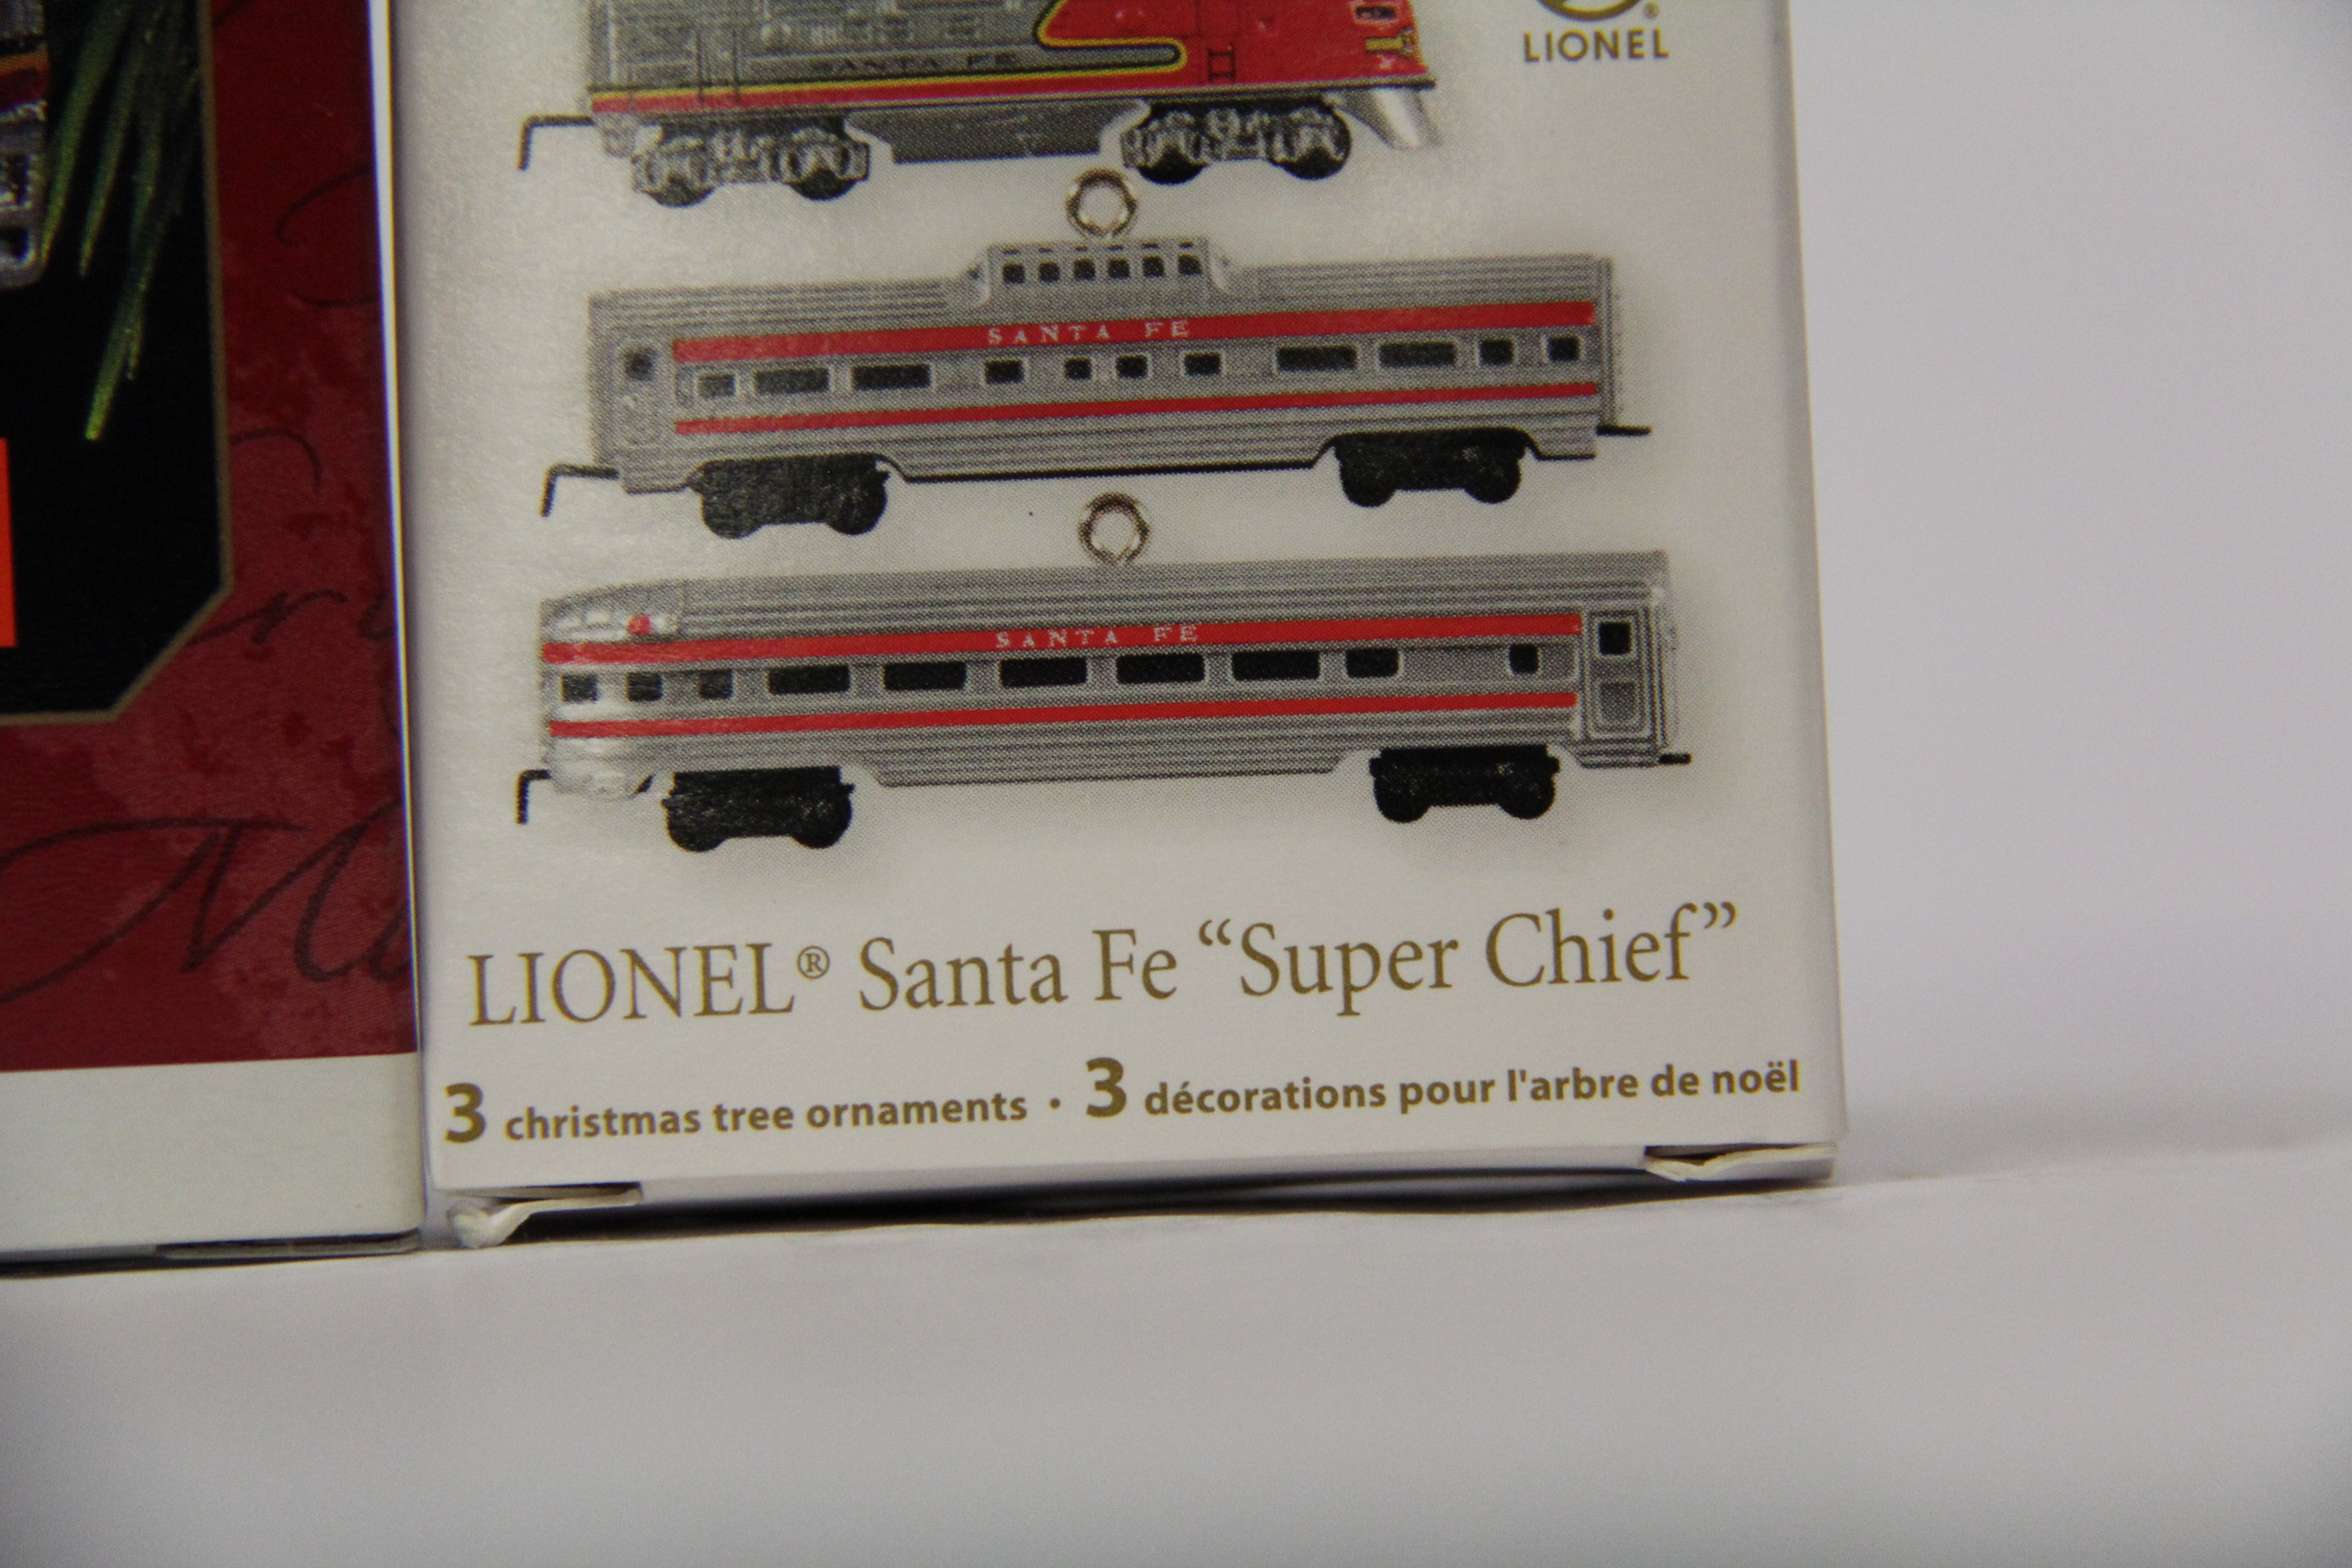 SANTA FE
LIONEL
SANTA FE
SANTA FE
LIONEL® Santa Fe “Super Chief”
3 christmas tree ornaments • 3 décorations pour l'arbre de noël